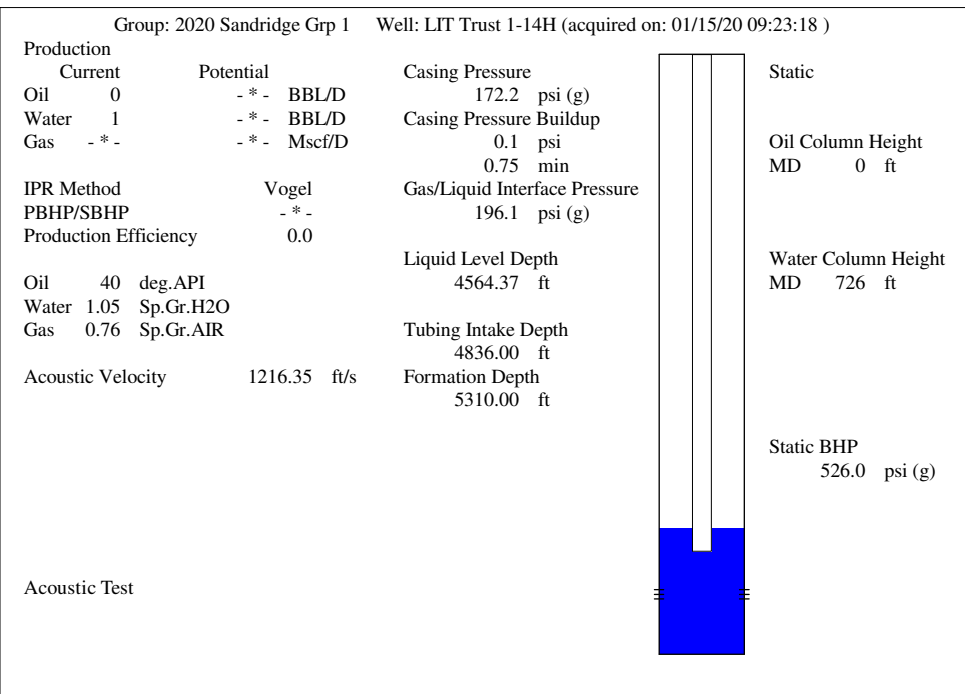 Group: 2020 Sandridge Grp 1 Well: LIT Trust 1-14H (acquired on: 01/15/20 09:23:18 )
Production
Current Potential
Oil 0 - * - BBL/D
Water 1 - * - BBL/D
Gas - * - - * - Mscf/D
IPR Method Vogel
PBHP/SBHP - * -
Production Efficiency 0.0
Oil 40 deg.API
Water 1.05 Sp.Gr.H2O
Gas 0.76 Sp.Gr.AIR
Acoustic Velocity 1216.35 ft/s
Acoustic Test
Casing Pressure
172.2 psi (g)
Casing Pressure Buildup
0.1 psi
0.75 min
Gas/Liquid Interface Pressure
196.1 psi (g)
Liquid Level Depth
4564.37 ft
Tubing Intake Depth
4836.00 ft
Formation Depth
5310.00 ft
Static
Oil Column Height
MD 0 ft
Water Column Height
MD 726 ft
Static BHP
526.0 psi (g)